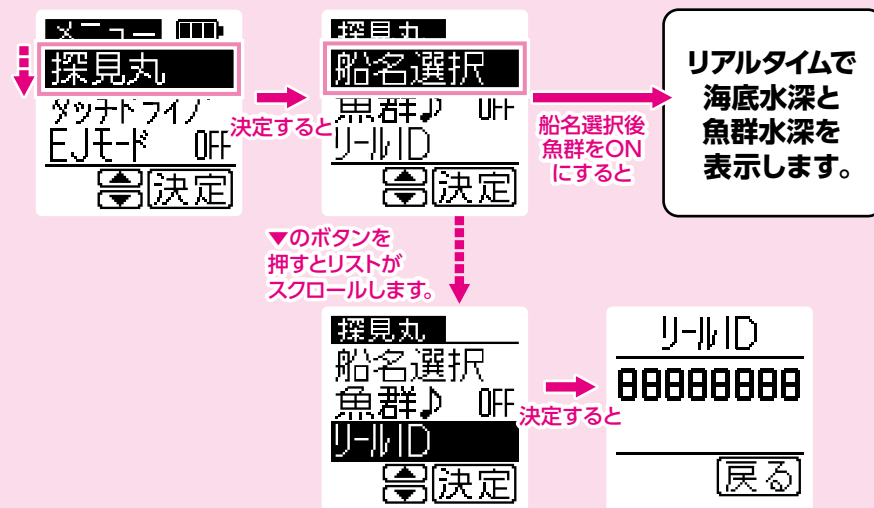 メニュー
探見丸
タッチドライブ
EJモード OFF
決定
決定すると
探見丸
船名選択
魚群♪ OFF
リールID
決定
船名選択後
魚群をON
にすると
リアルタイムで
海底水深と
魚群水深を
表示します。
▼のボタンを
押すとリストが
スクロールします。
探見丸
船名選択
魚群♪ OFF
リールID
決定
決定すると
リールID
88888888
戻る